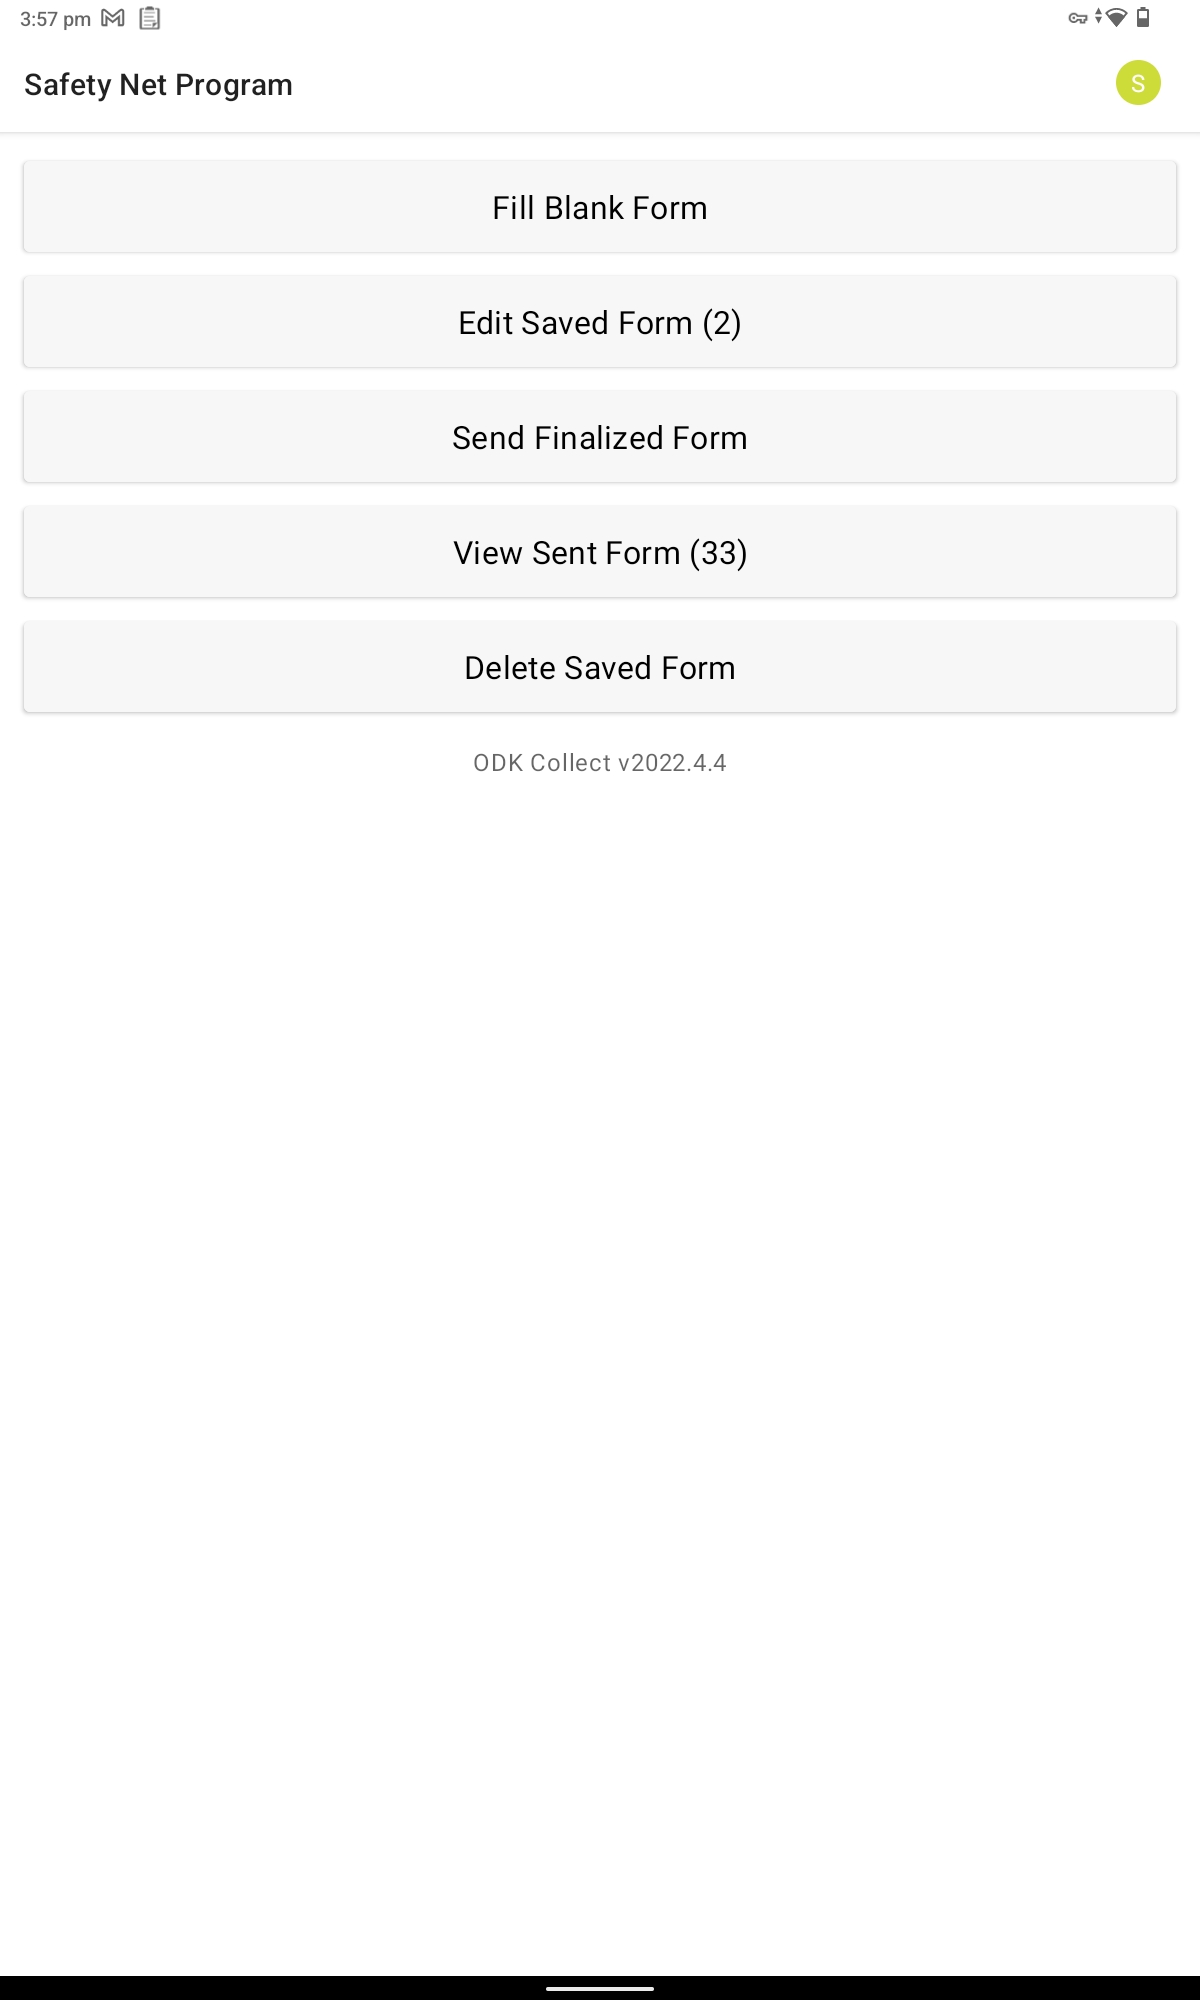 3:57 pm
Safety Net Program
S
Fill Blank Form
Edit Saved Form (2)
Send Finalized Form
View Sent Form (33)
Delete Saved Form
ODK Collect v2022.4.4